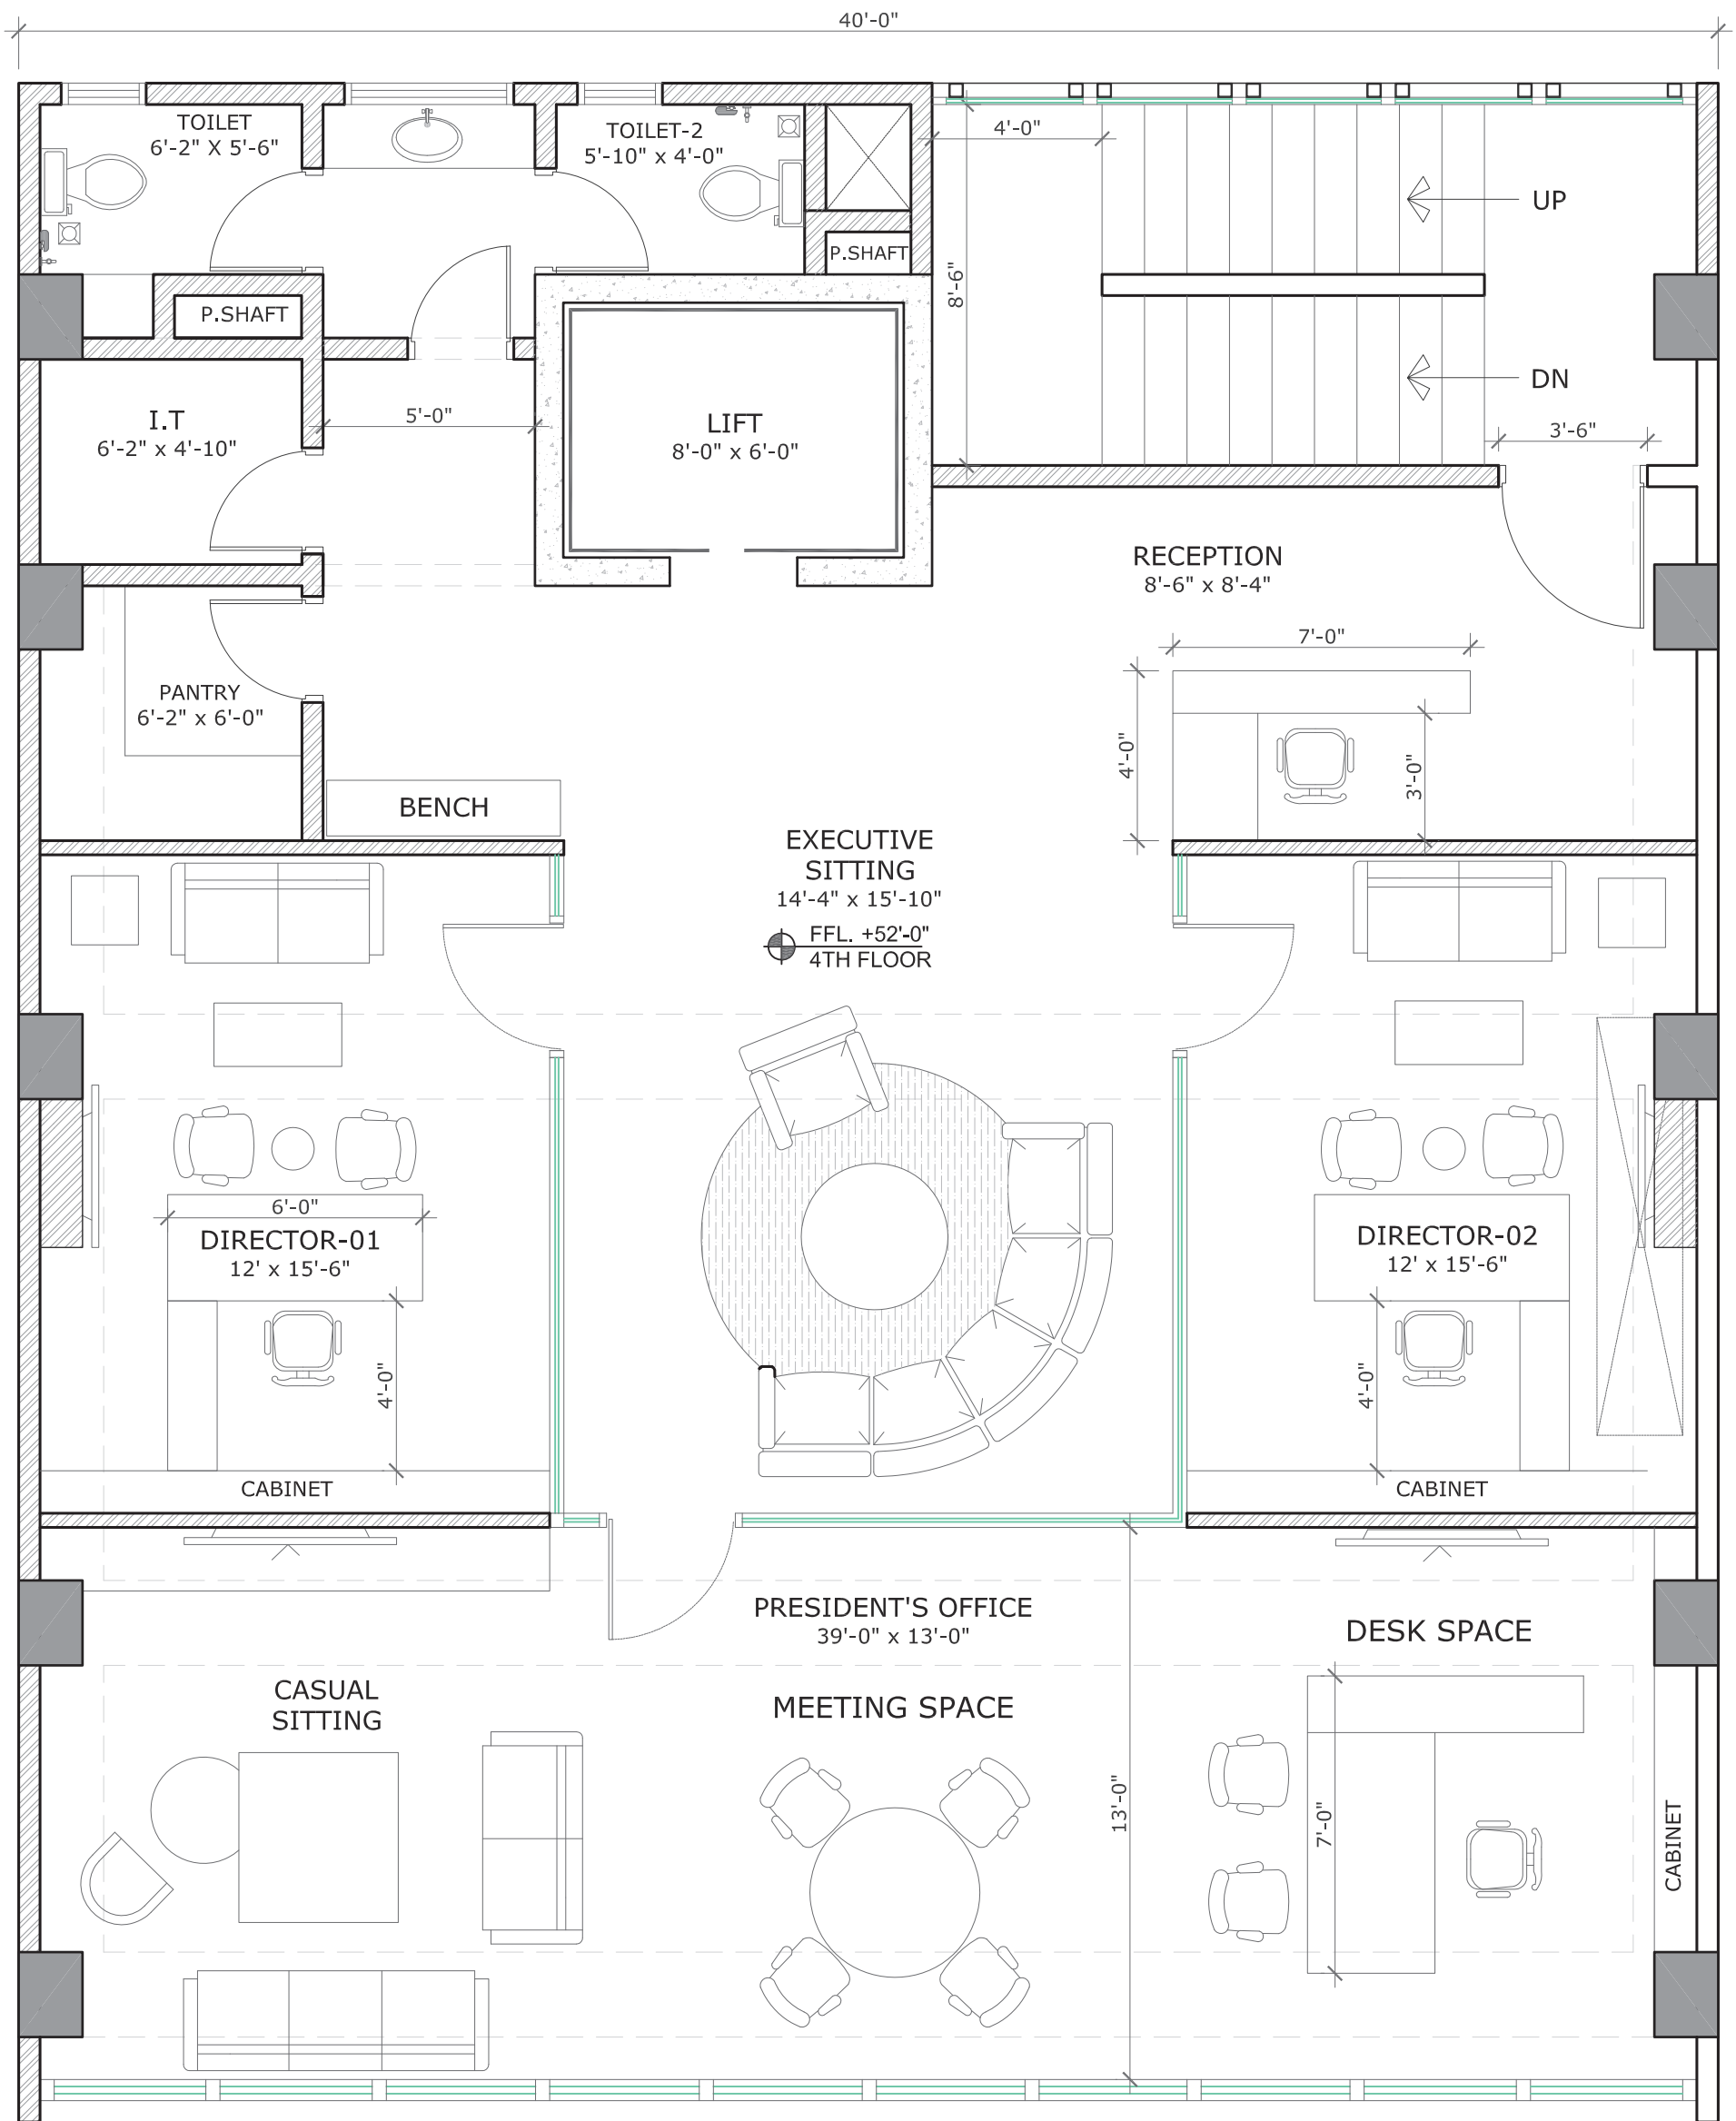 40'-0"
TOILET
6'-2" X 5'-6"
TOILET-2
5'-10" x 4'-0"
4'-0"
UP
P.SHAFT
8'-6"
P.SHAFT
DN
I.T
6'-2" x 4'-10"
5'-0"
LIFT
8'-0" x 6'-0"
3'-6"
RECEPTION
8'-6" x 8'-4"
7'-0"
PANTRY
6'-2" x 6'-0"
4'-0"
3'-0"
BENCH
EXECUTIVE
SITTING
14'-4" x 15'-10"
FFL. +52'-0"
4TH FLOOR
6'-0"
DIRECTOR-01
12' x 15'-6"
DIRECTOR-02
12' x 15'-6"
4'-0"
4'-0"
CABINET
CABINET
PRESIDENT'S OFFICE
39'-0" x 13'-0"
DESK SPACE
CASUAL
SITTING
MEETING SPACE
13'-0"
7'-0"
CABINET